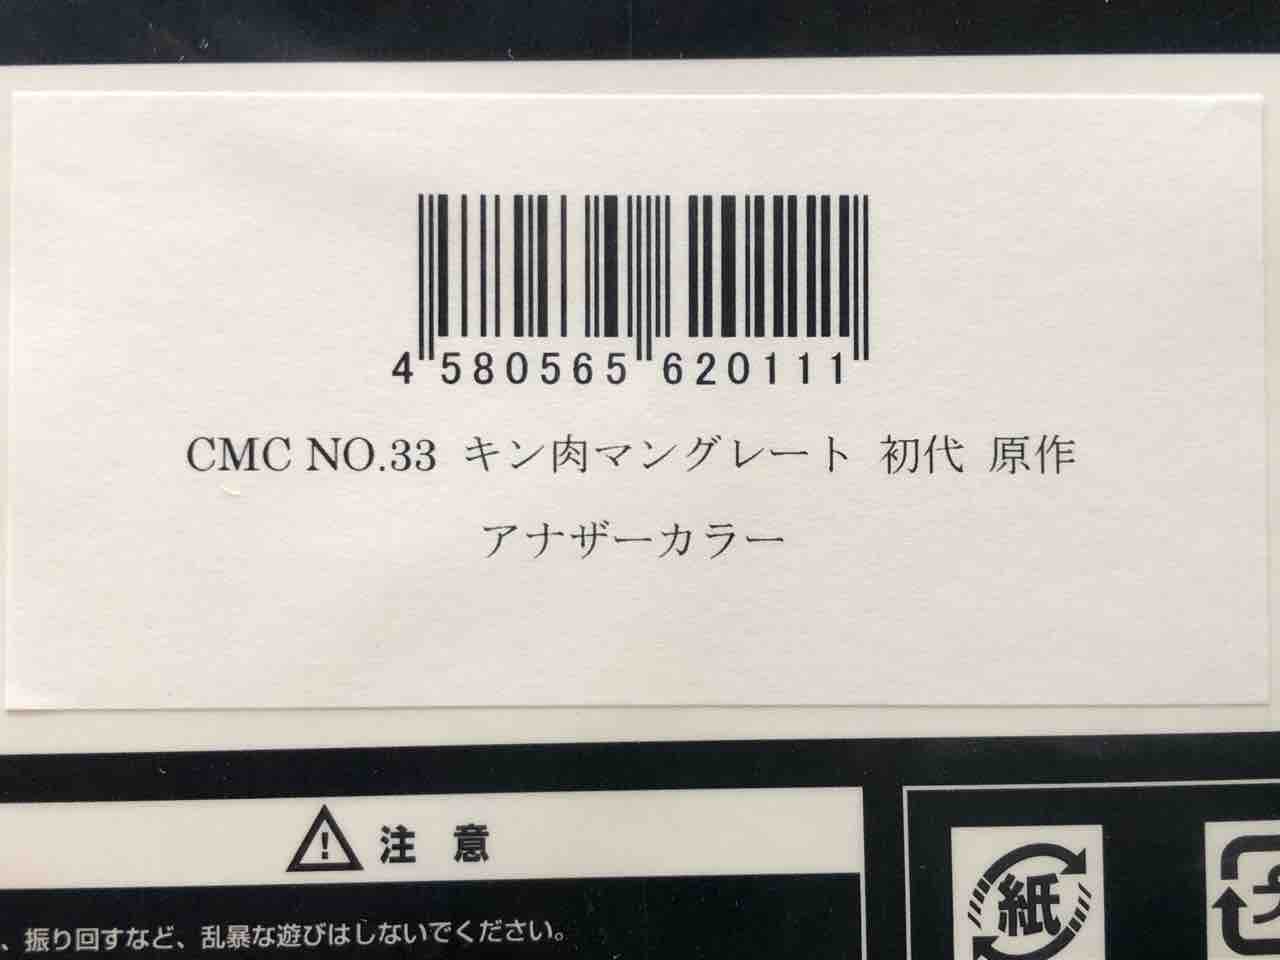 4 580565 620111
CMC NO.33 キン肉マングレート 初代 原作
アナザーカラー
注 意
、振り回すなど、乱暴な遊びはしないでください。
紙